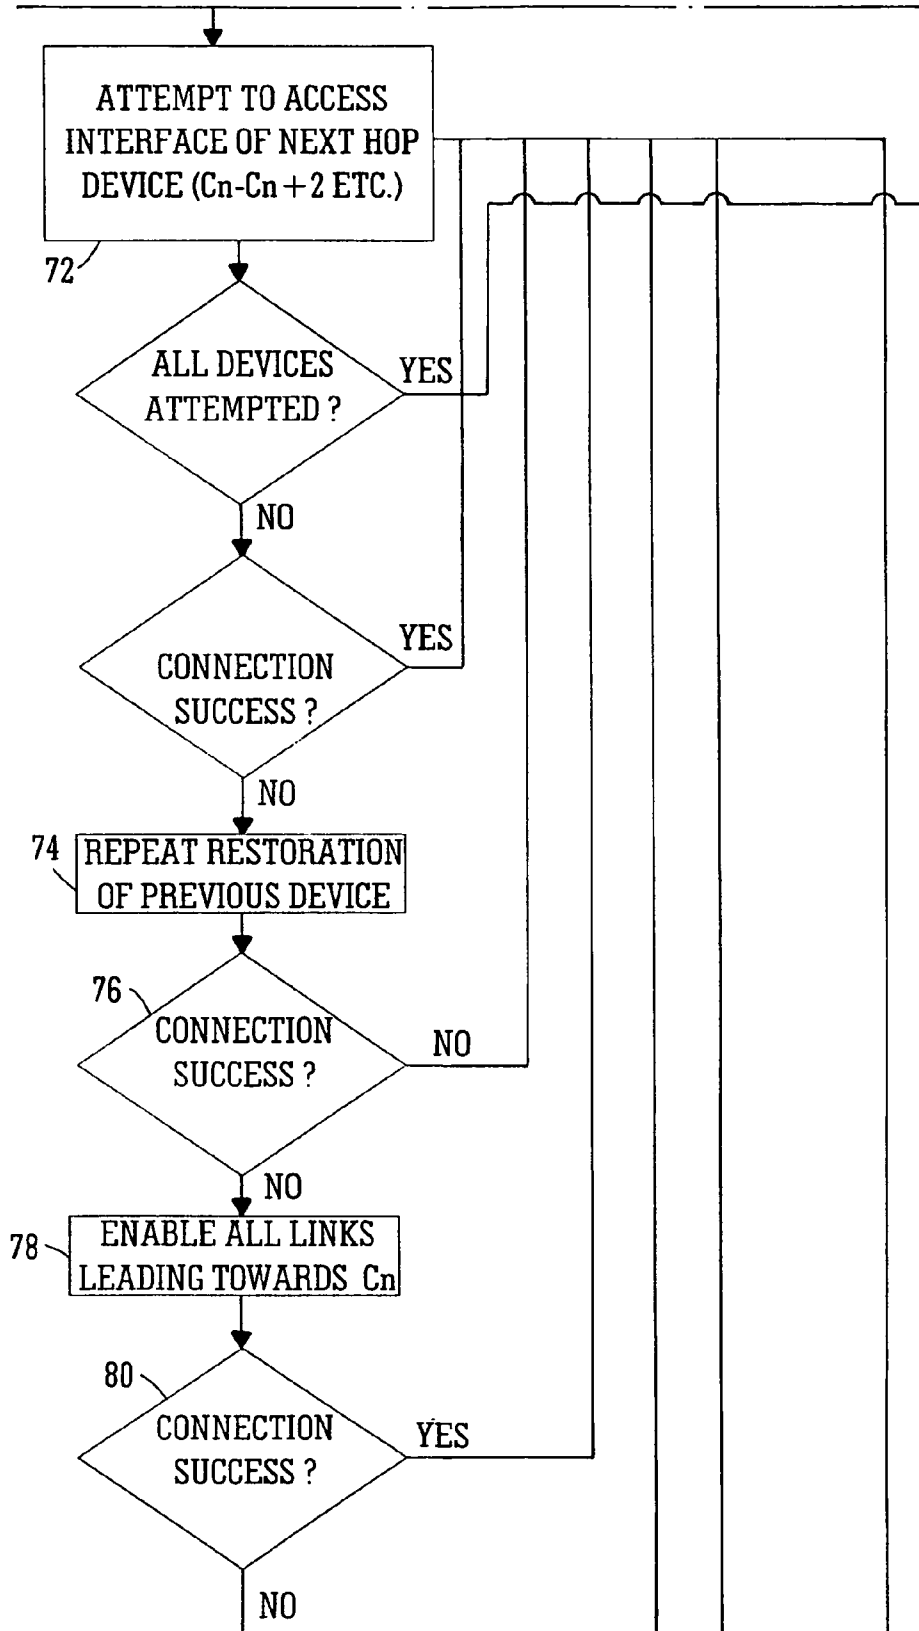 ATTEMPT TO ACCESS
INTERFACE OF NEXT HOP
DEVICE (Cn-Cn+2 ETC.)
72
ALL DEVICES
ATTEMPTED ?
YES
NO
CONNECTION
SUCCESS ?
YES
NO
74
REPEAT RESTORATION
OF PREVIOUS DEVICE
76
CONNECTION
SUCCESS ?
NO
NO
78
ENABLE ALL LINKS
LEADING TOWARDS Cn
80
CONNECTION
SUCCESS ?
YES
NO